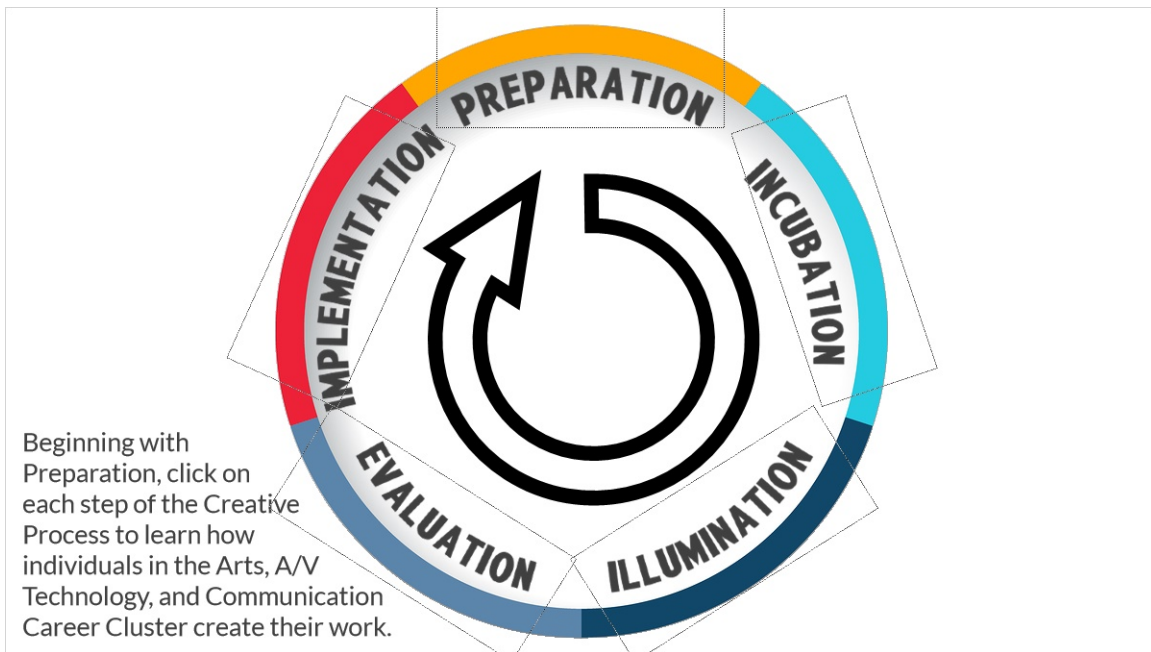 PREPARATION
INCUBATION
ILLUMINATION
EVALUATION
IMPLEMENTATION
Beginning with
Preparation, click on
each step of the Creative
Process to learn how
individuals in the Arts, A/V
Technology, and Communication
Career Cluster create their work.